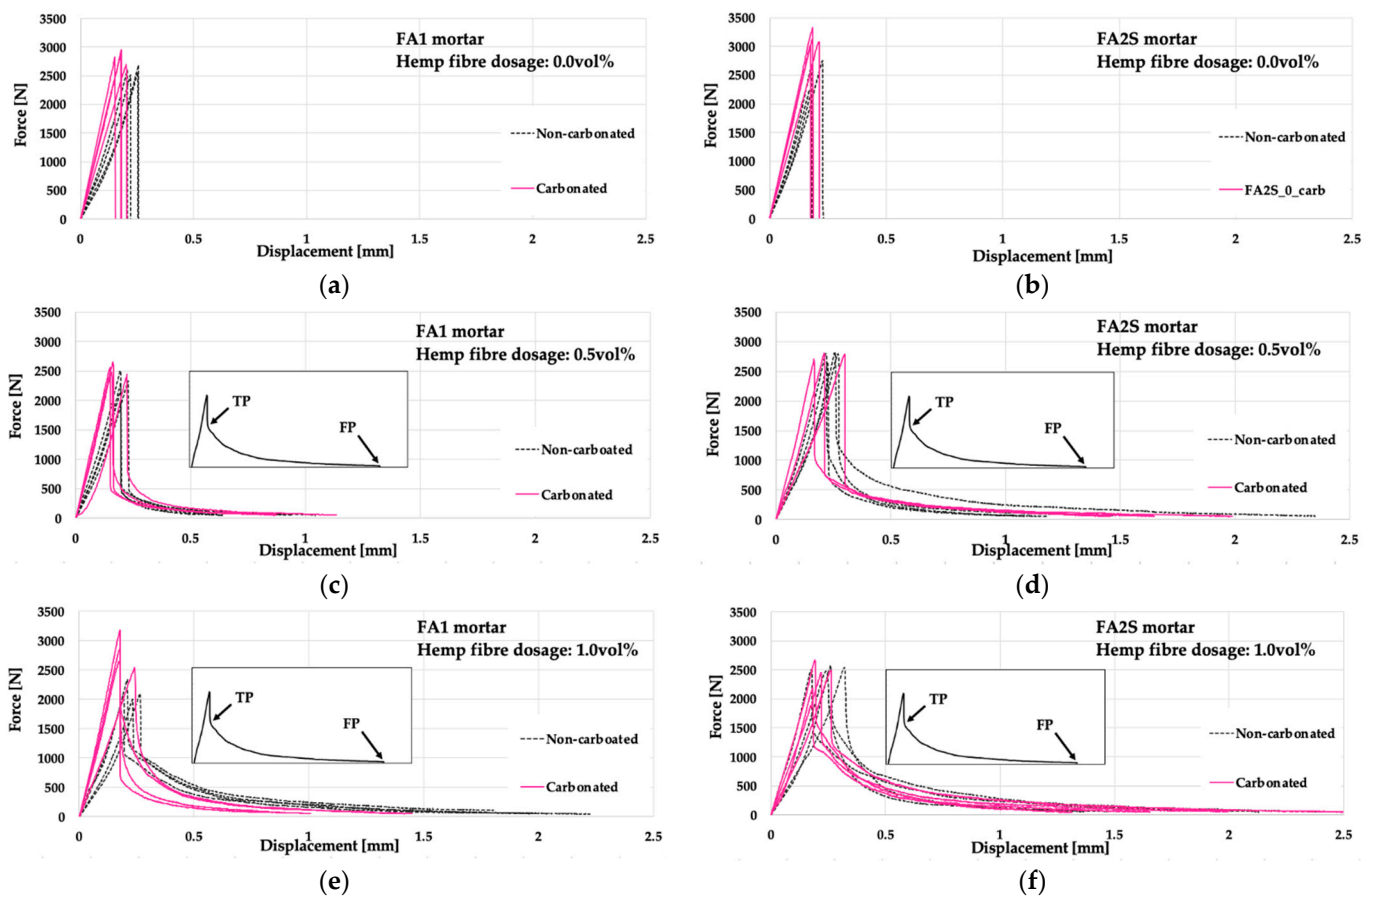 3500
3000
2500
2000
1500
1000
500
0
Force [N]
FA1 mortar
Hemp fibre dosage: 0.0vol%
Non-carbonated
Carbonated
0 0.5 1 1.5 2 2.5
Displacement [mm]
(a)
3500
3000
2500
2000
1500
1000
500
0
Force [N]
FA2S mortar
Hemp fibre dosage: 0.0vol%
Non-carbonated
FA2S_0_carb
0 0.5 1 1.5 2 2.5
Displacement [mm]
(b)
3500
3000
2500
2000
1500
1000
500
0
Force [N]
FA1 mortar
Hemp fibre dosage: 0.5vol%
TP
FP
Non-carboated
Carbonated
0 0.5 1 1.5 2 2.5
Displacement [mm]
(c)
3500
3000
2500
2000
1500
1000
500
0
Force [N]
FA2S mortar
Hemp fibre dosage: 0.5vol%
TP
FP
Non-carbonated
Carbonated
0 0.5 1 1.5 2 2.5
Displacement [mm]
(d)
3500
3000
2500
2000
1500
1000
500
0
Force [N]
FA1 mortar
Hemp fibre dosage: 1.0vol%
TP
FP
Non-carboated
Carbonated
0 0.5 1 1.5 2 2.5
Displacement [mm]
(e)
3500
3000
2500
2000
1500
1000
500
0
Force [N]
FA2S mortar
Hemp fibre dosage: 1.0vol%
TP
FP
Non-carbonated
Carbonated
0 0.5 1 1.5 2 2.5
Displacement [mm]
(f)